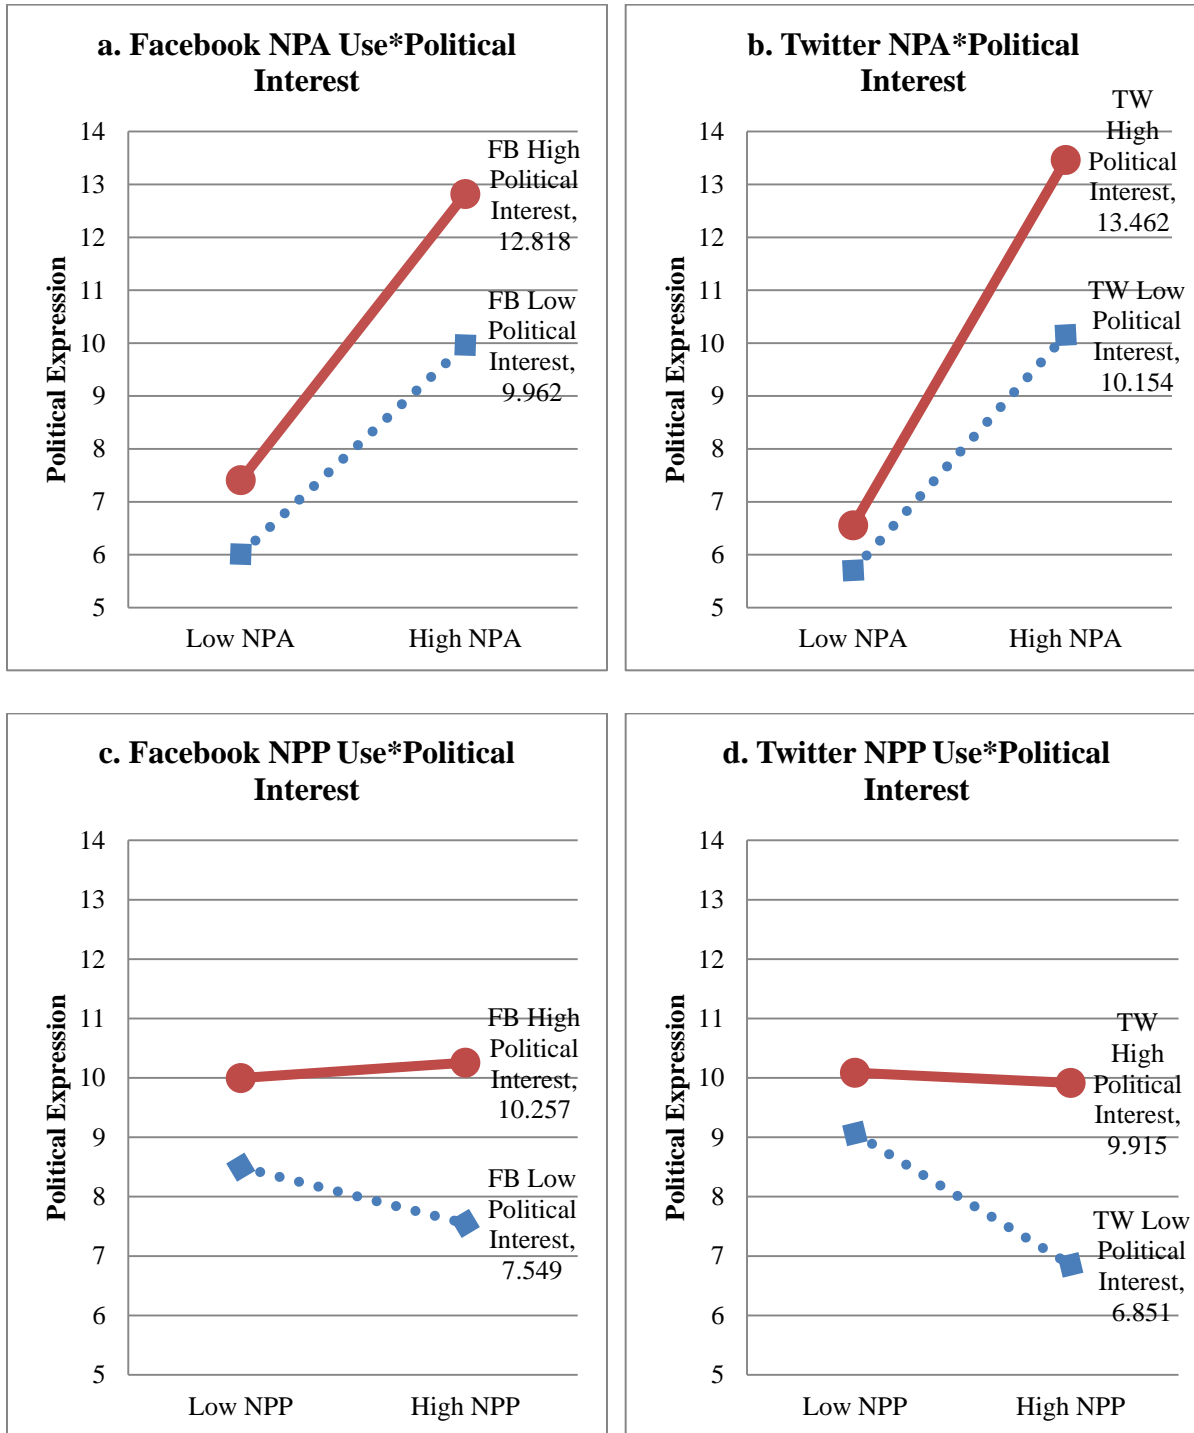 a. Facebook NPA Use*Political
Interest
Political Expression
14
13
12
11
10
9
8
7
6
5
FB High
Political
Interest,
12.818
FB Low
Political
Interest,
9.962
Low NPA
High NPA
b. Twitter NPA*Political
Interest
Political Expression
14
13
12
11
10
9
8
7
6
5
TW
High
Political
Interest,
13.462
TW Low
Political
Interest,
10.154
Low NPA
High NPA
c. Facebook NPP Use*Political
Interest
Political Expression
14
13
12
11
10
9
8
7
6
5
FB High
Political
Interest,
10.257
FB Low
Political
Interest,
7.549
Low NPP
High NPP
d. Twitter NPP Use*Political
Interest
Political Expression
14
13
12
11
10
9
8
7
6
5
TW
High
Political
Interest,
9.915
TW Low
Political
Interest,
6.851
Low NPP
High NPP